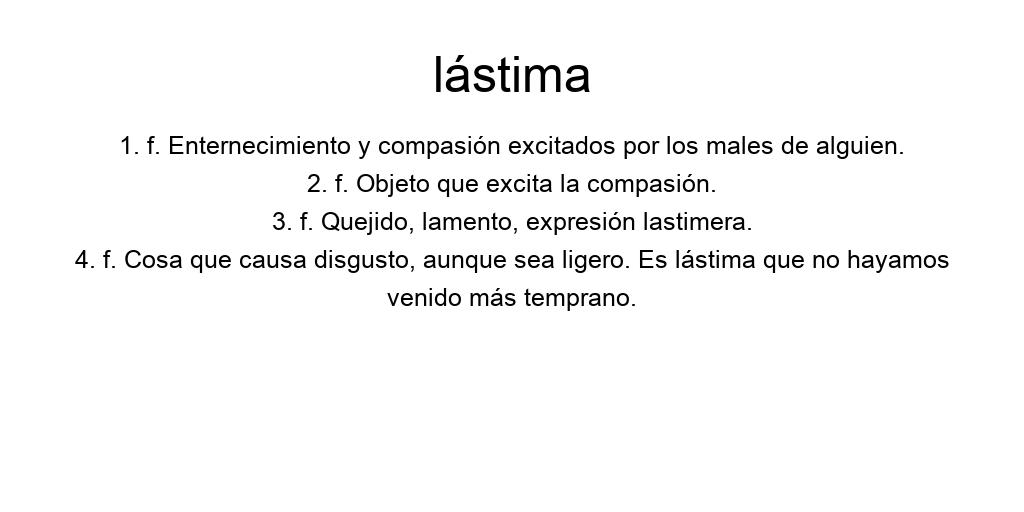 lástima
1. f. Enternecimiento y compasión excitados por los males de alguien.
2. f. Objeto que excita la compasión.
3. f. Quejido, lamento, expresión lastimera.
4. f. Cosa que causa disgusto, aunque sea ligero. Es lástima que no hayamos
venido más temprano.